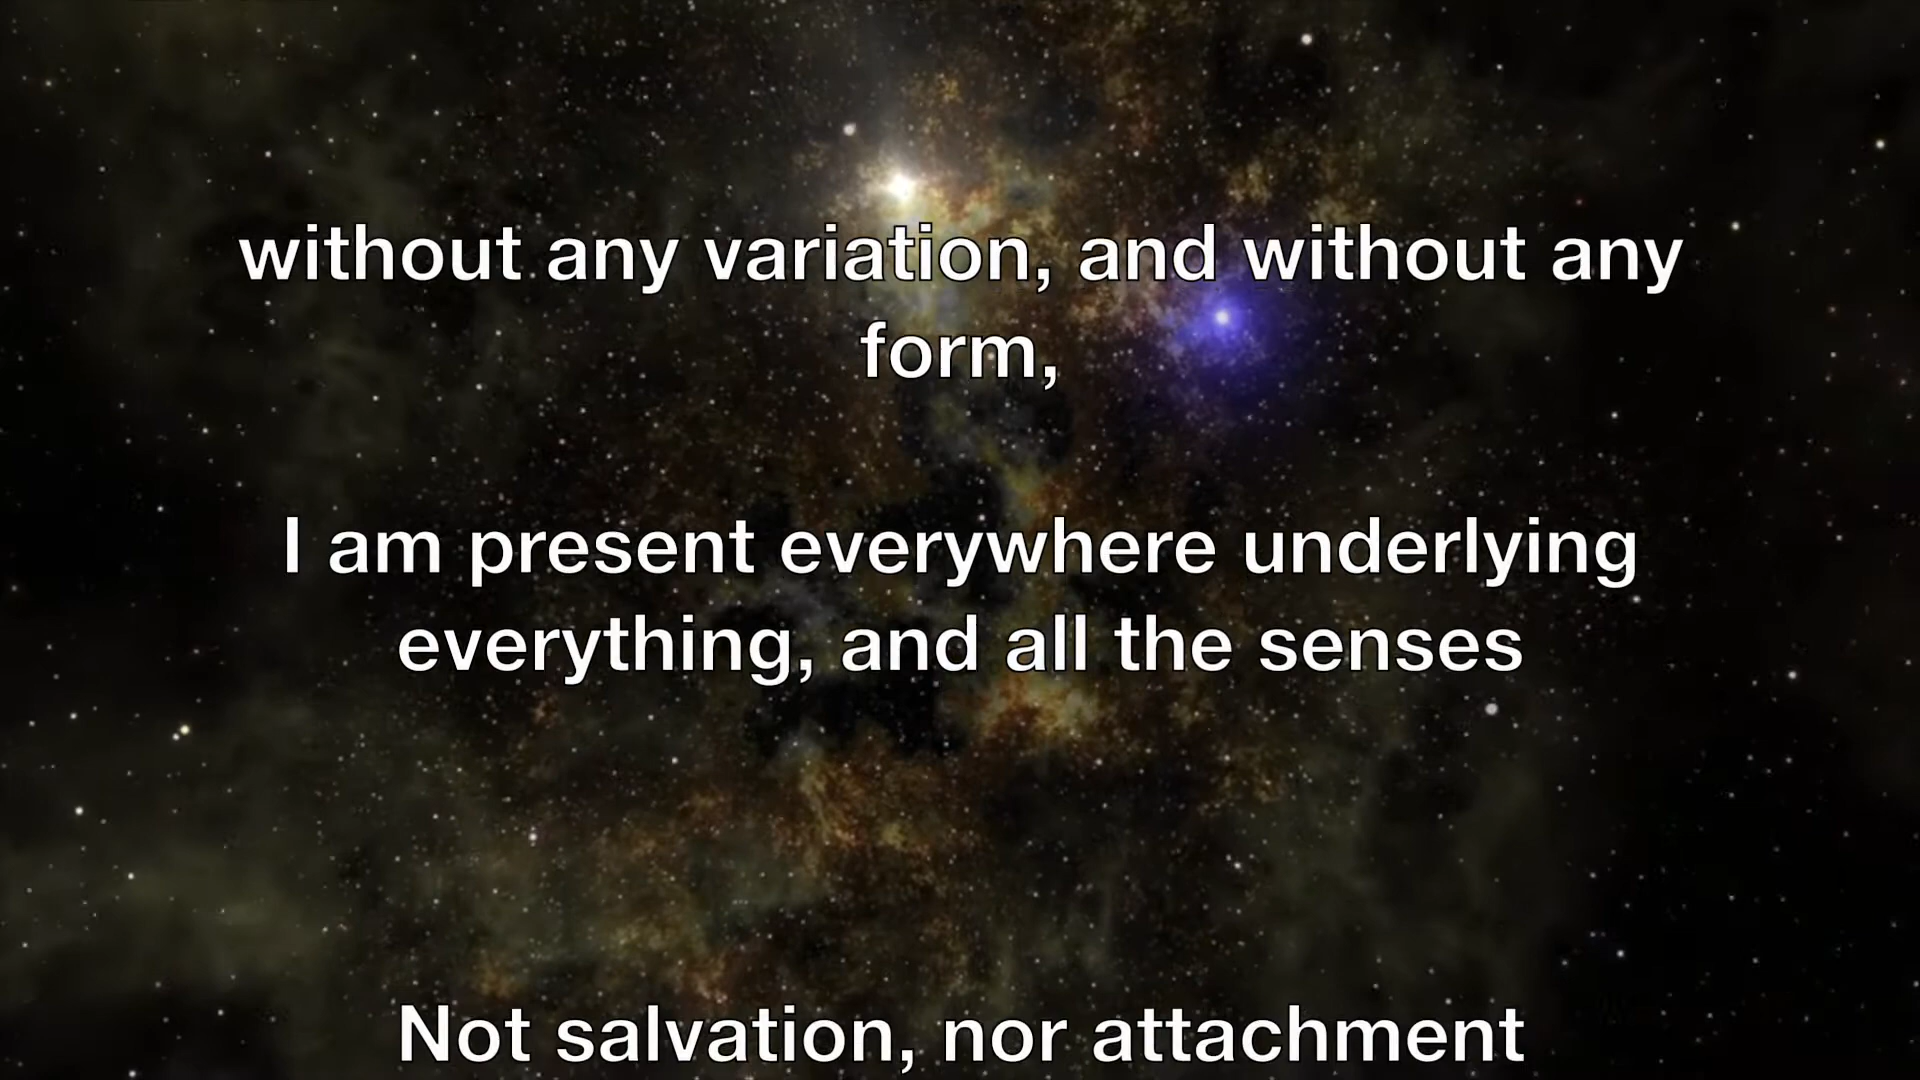 without any variation, and without any
form,
I am present everywhere underlying
everything, and all the senses
Not salvation, nor attachment